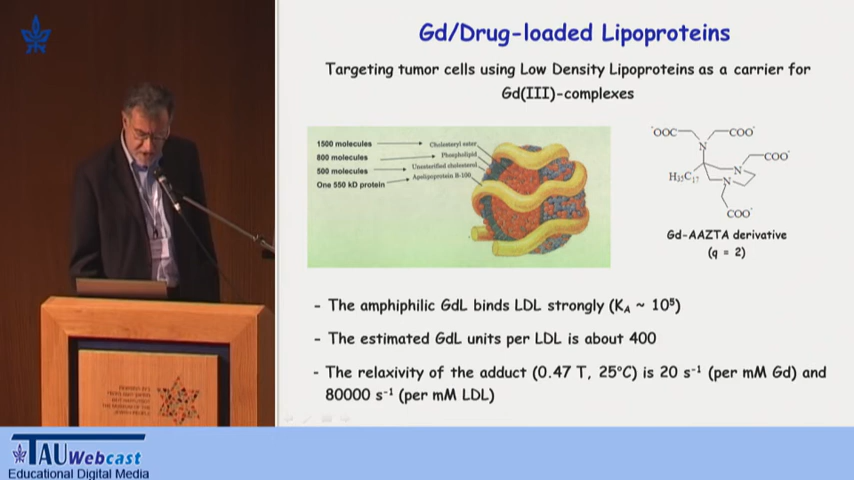 Gd/Drug-loaded Lipoproteins
Targeting tumor cells using Low Density Lipoproteins as a carrier for
Gd(III)-complexes
1500 molecules
Cholesteryl ester
800 molecules
Phospholipid
500 molecules
Unesterified cholesterol
One 550 kD protein
Apolipoprotein B-100
-OOC
COO-
N
COO-
N
H35C17
N
COO-
Gd-AAZTA derivative
(q = 2)
- The amphiphilic GdL binds LDL strongly (KA ~ 10⁵)
- The estimated GdL units per LDL is about 400
- The relaxivity of the adduct (0.47 T, 25°C) is 20 s⁻¹ (per mM Gd) and
80000 s⁻¹ (per mM LDL)
TAU Webcast
Educational Digital Media